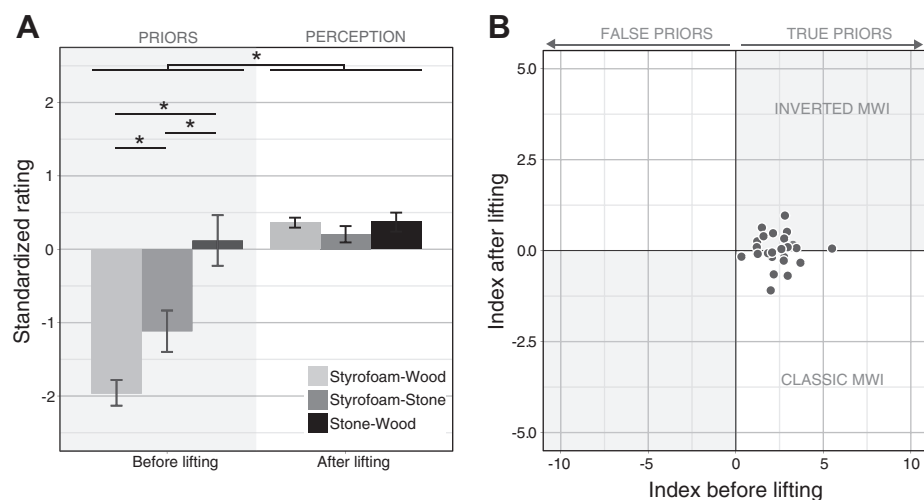 A
PRIORS
PERCEPTION
*
*
*
*
Standardized rating
2
1
0
-1
-2
Styrofoam-Wood
Styrofoam-Stone
Stone-Wood
Before lifting
After lifting
B
FALSE PRIORS
TRUE PRIORS
INVERTED MWI
CLASSIC MWI
Index after lifting
5.0
2.5
0.0
-2.5
-5.0
-10
-5
0
5
10
Index before lifting